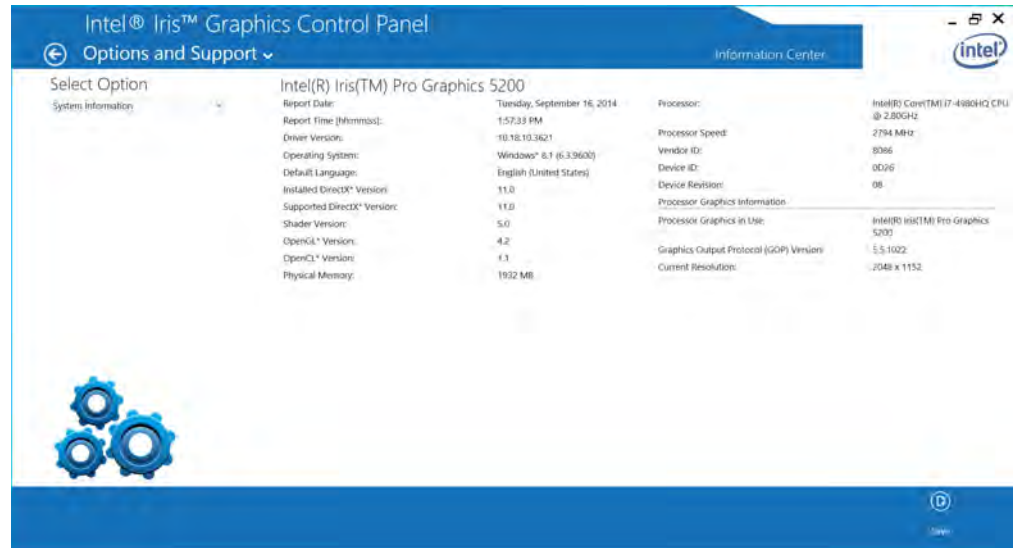 Intel® Iris™ Graphics Control Panel
Options and Support
Information Center
intel
Select Option
System Information
Intel(R) Iris(TM) Pro Graphics 5200
Report Date: Tuesday, September 16, 2014
Report Time [hh:mm:ss]: 1:57:33 PM
Driver Version: 10.18.10.3621
Operating System: Windows* 8.1 (6.3.9600)
Default Language: English (United States)
Installed DirectX* Version: 11.0
Supported DirectX* Version: 11.0
Shader Version: 5.0
OpenGL* Version: 4.2
OpenCL* Version: 1.1
Physical Memory: 1932 MB
Processor: Intel(R) Core(TM) i7-4980HQ CPU
@ 2.80GHz
Processor Speed: 2794 MHz
Vendor ID: 8086
Device ID: 0D26
Device Revision: 08
Processor Graphics Information
Processor Graphics in Use: Intel(R) Iris(TM) Pro Graphics
5200
Graphics Output Protocol (GOP) Version: 5.5.1022
Current Resolution: 2048 x 1152
Save